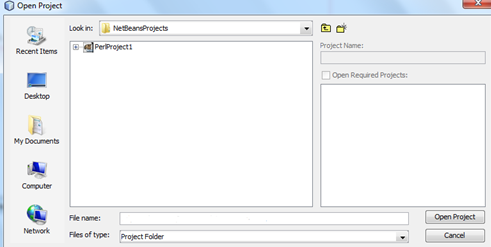 Open Project
Look in: NetBeansProjects
Recent Items
Desktop
My Documents
Computer
Network
PerlProject1
Project Name:
Open Required Projects:
File name:
Open Project
Files of type: Project Folder
Cancel